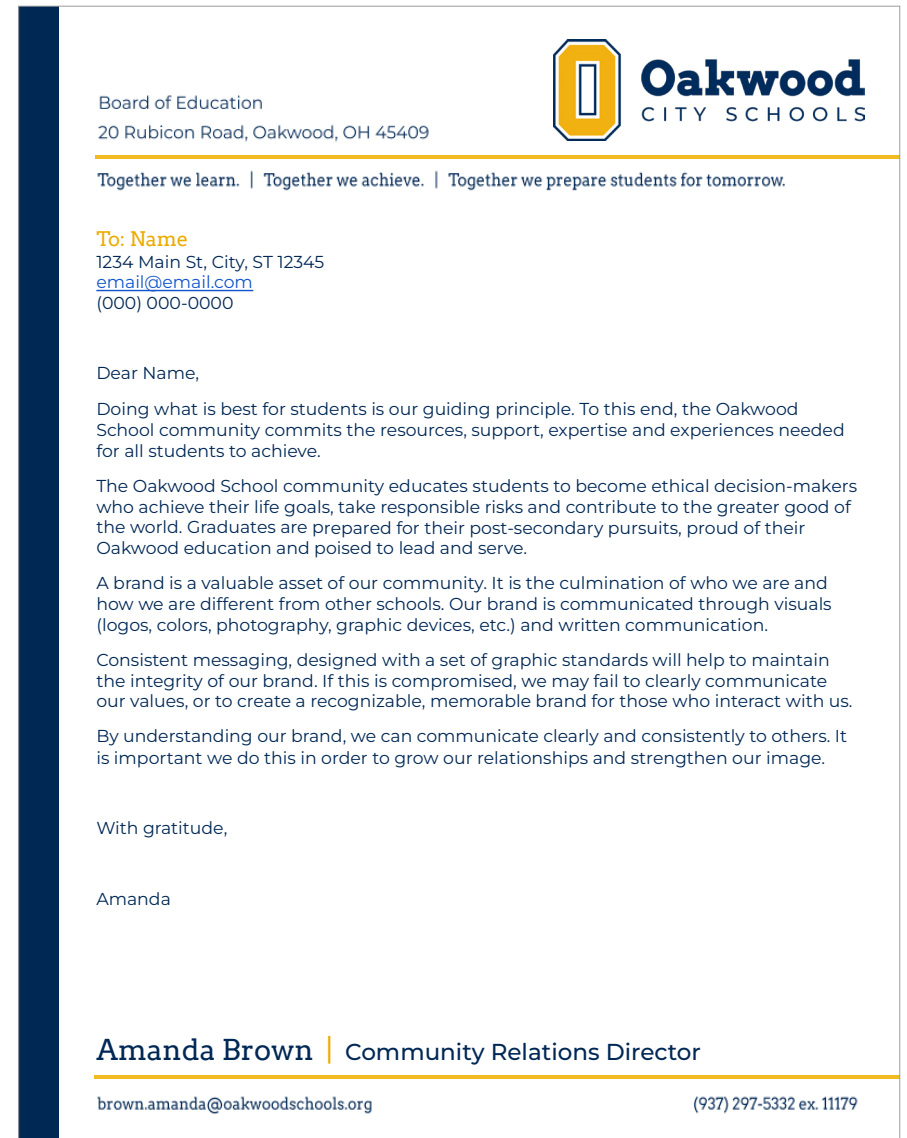 Board of Education
20 Rubicon Road, Oakwood, OH 45409
O Oakwood
CITY SCHOOLS
Together we learn. | Together we achieve. | Together we prepare students for tomorrow.
To: Name
1234 Main St, City, ST 12345
email@email.com
(000) 000-0000
Dear Name,
Doing what is best for students is our guiding principle. To this end, the Oakwood
School community commits the resources, support, expertise and experiences needed
for all students to achieve.
The Oakwood School community educates students to become ethical decision-makers
who achieve their life goals, take responsible risks and contribute to the greater good of
the world. Graduates are prepared for their post-secondary pursuits, proud of their
Oakwood education and poised to lead and serve.
A brand is a valuable asset of our community. It is the culmination of who we are and
how we are different from other schools. Our brand is communicated through visuals
(logos, colors, photography, graphic devices, etc.) and written communication.
Consistent messaging, designed with a set of graphic standards will help to maintain
the integrity of our brand. If this is compromised, we may fail to clearly communicate
our values, or to create a recognizable, memorable brand for those who interact with us.
By understanding our brand, we can communicate clearly and consistently to others. It
is important we do this in order to grow our relationships and strengthen our image.
With gratitude,
Amanda
Amanda Brown | Community Relations Director
brown.amanda@oakwoodschools.org (937) 297-5332 ex. 11179